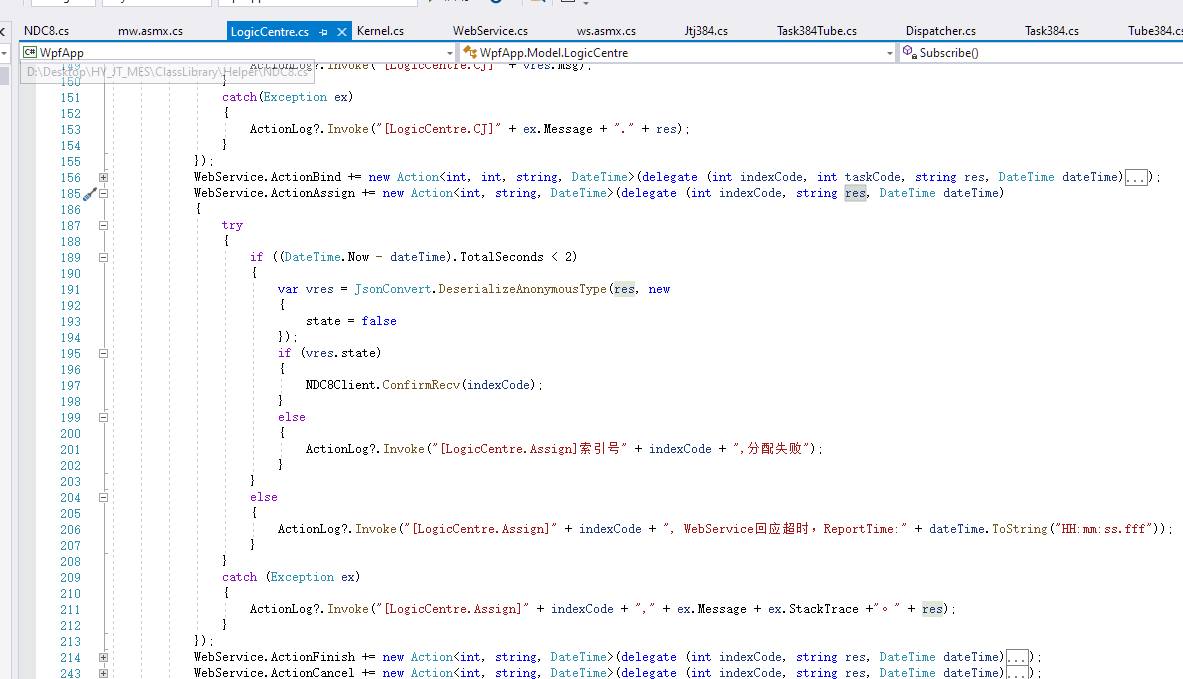 NDC8.cs mw.asmx.cs LogicCentre.cs Kernel.cs WebService.cs ws.asmx.cs Jtj384.cs Task384Tube.cs Dispatcher.cs Task384.cs Tube384.cs
C# WpfApp WpfApp.Model.LogicCentre Subscribe()
149 ActionLog?.Invoke("[LogicCentre.CJ]" + vres.msg);
D:\Desktop\HY_JT_MES\ClassLibrary\Helper\NDC8.cs
150 }
151 catch(Exception ex)
152 {
153 ActionLog?.Invoke("[LogicCentre.CJ]" + ex.Message + "." + res);
154 }
155 });
156 WebService.ActionBind += new Action<int, int, string, DateTime>(delegate (int indexCode, int taskCode, string res, DateTime dateTime)...);
185 WebService.ActionAssign += new Action<int, string, DateTime>(delegate (int indexCode, string res, DateTime dateTime)
186 {
187 try
188 {
189 if ((DateTime.Now - dateTime).TotalSeconds < 2)
190 {
191 var vres = JsonConvert.DeserializeAnonymousType(res, new
192 {
193 state = false
194 });
195 if (vres.state)
196 {
197 NDC8Client.ConfirmRecv(indexCode);
198 }
199 else
200 {
201 ActionLog?.Invoke("[LogicCentre.Assign]索引号" + indexCode + ",分配失败");
202 }
203 }
204 else
205 {
206 ActionLog?.Invoke("[LogicCentre.Assign]" + indexCode + ", WebService回应超时，ReportTime:" + dateTime.ToString("HH:mm:ss.fff"));
207 }
208 }
209 catch (Exception ex)
210 {
211 ActionLog?.Invoke("[LogicCentre.Assign]" + indexCode + "," + ex.Message + ex.StackTrace +"。" + res);
212 }
213 });
214 WebService.ActionFinish += new Action<int, string, DateTime>(delegate (int indexCode, string res, DateTime dateTime)...);
243 WebService.ActionCancel += new Action<int, string, DateTime>(delegate (int indexCode, string res, DateTime dateTime)...);